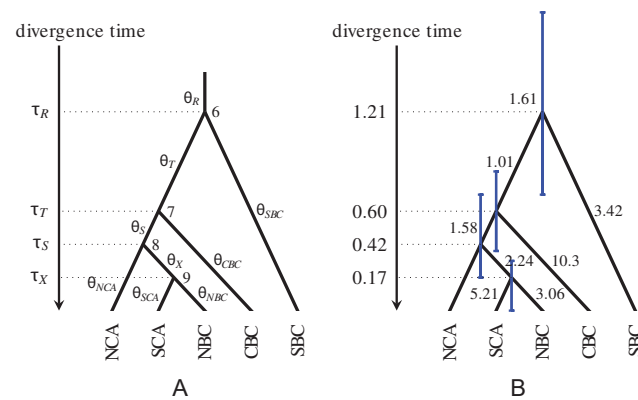 divergence time
θR
τR
6
θT
θSBC
τT
7
θS
τS
8
θX
θCBC
τX
9
θNCA
θSCA
θNBC
NCA
SCA
NBC
CBC
SBC
A
divergence time
1.61
1.21
1.01
3.42
0.60
1.58
0.42
2.24
10.3
0.17
5.21
3.06
NCA
SCA
NBC
CBC
SBC
B